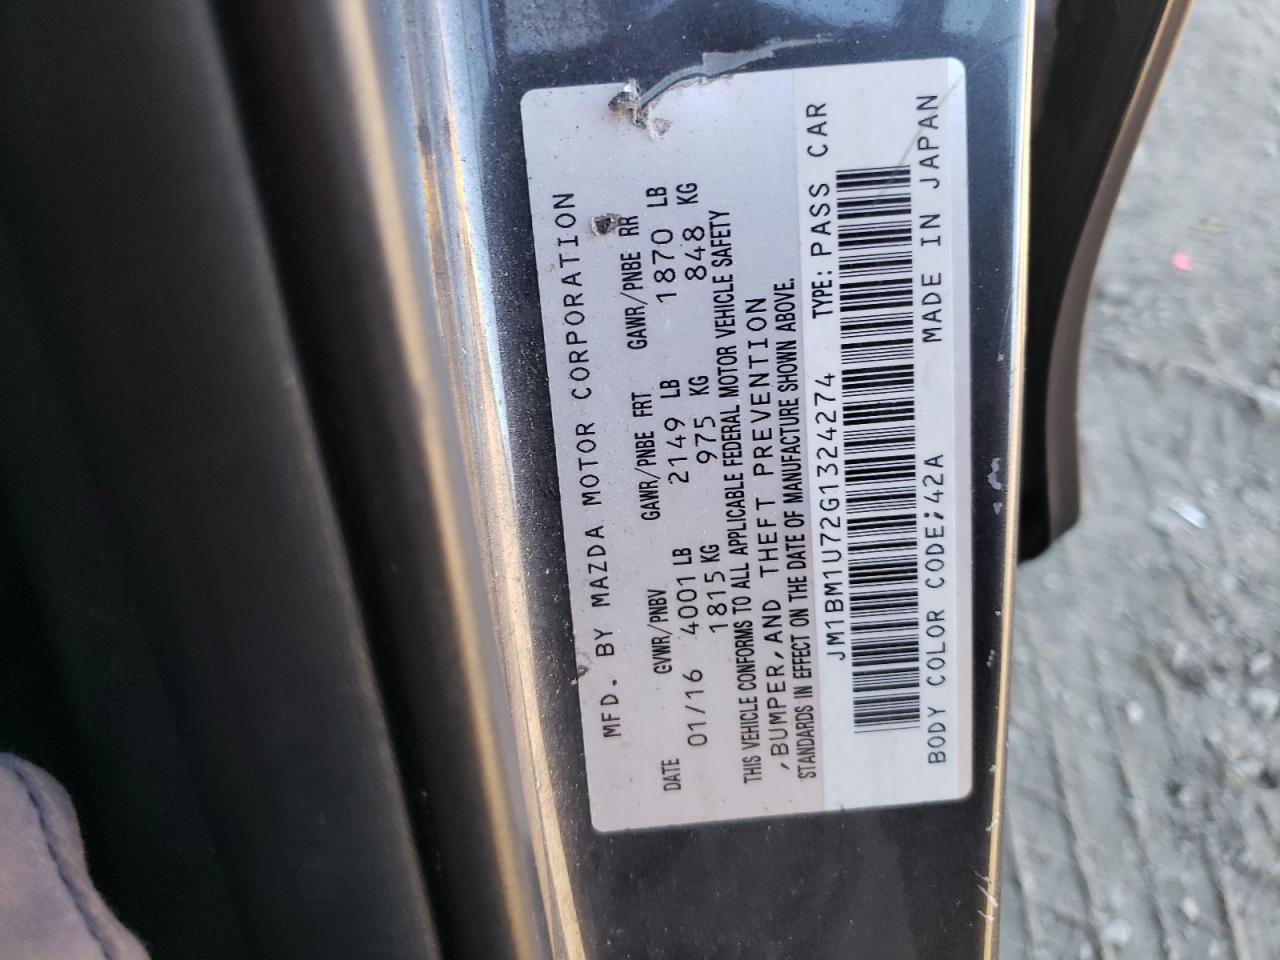 MFD. BY MAZDA MOTOR CORPORATION
DATE GVWR/PNBV GAWR/PNBE FRT GAWR/PNBE RR
01/16 4001 LB 2149 LB 1870 LB
1815 KG 975 KG 848 KG
THIS VEHICLE CONFORMS TO ALL APPLICABLE FEDERAL MOTOR VEHICLE SAFETY
,BUMPER,AND THEFT PREVENTION
STANDARDS IN EFFECT ON THE DATE OF MANUFACTURE SHOWN ABOVE.
JM1BM1U72G1324274 TYPE: PASS CAR
BODY COLOR CODE;42A MADE IN JAPAN